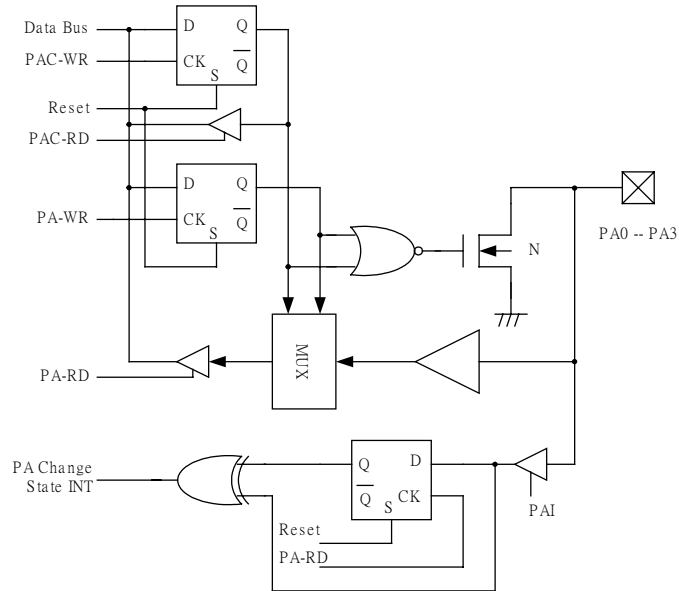 Data Bus
D
Q
PAC-WR
CK
Q
S
Reset
PAC-RD
D
Q
PA-WR
CK
Q
S
N
PA0 -- PA3
MUX
PA-RD
PA Change
State INT
Q
D
Q
CK
S
PAI
Reset
PA-RD